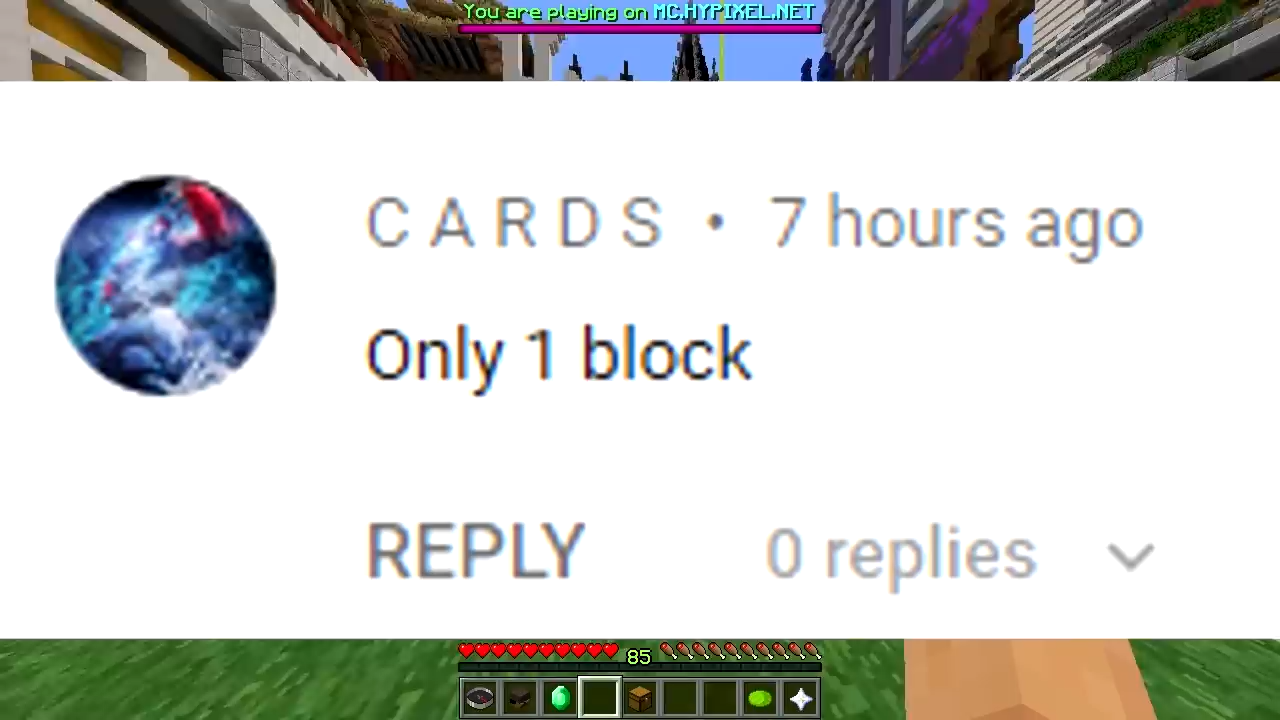 You are playing on MC.HYPIXEL.NET
C A R D S • 7 hours ago
Only 1 block
REPLY 0 replies
85